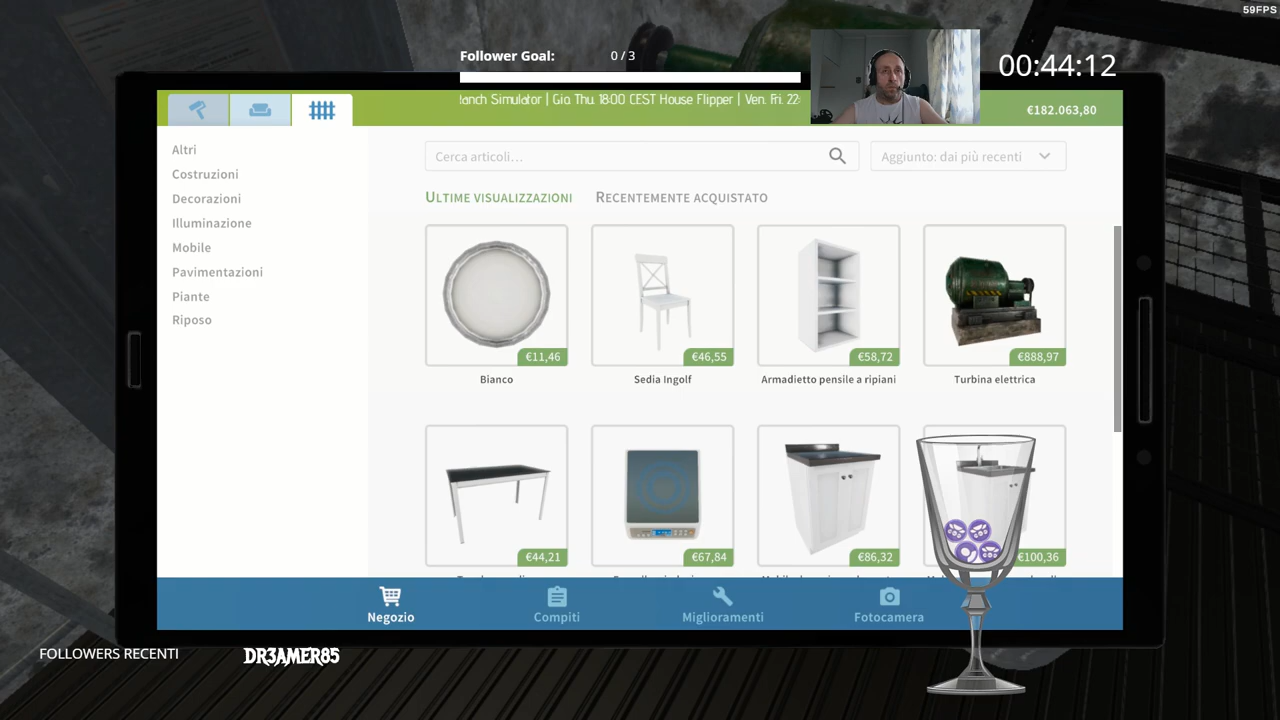 59FPS
Follower Goal:
0 / 3
00:44:12
Ranch Simulator | Gio. Thu. 18:00 CEST House Flipper | Ven. Fri. 22:
€182.063,80
Altri
Costruzioni
Decorazioni
Illuminazione
Mobile
Pavimentazioni
Piante
Riposo
Cerca articoli...
Aggiunto: dai più recenti
ULTIME VISUALIZZAZIONI
RECENTEMENTE ACQUISTATO
€11,46
€46,55
€58,72
€888,97
Bianco
Sedia Ingolf
Armadietto pensile a ripiani
Turbina elettrica
€44,21
€67,84
€86,32
€100,36
Negozio
Compiti
Miglioramenti
Fotocamera
FOLLOWERS RECENTI
DR3AMER85